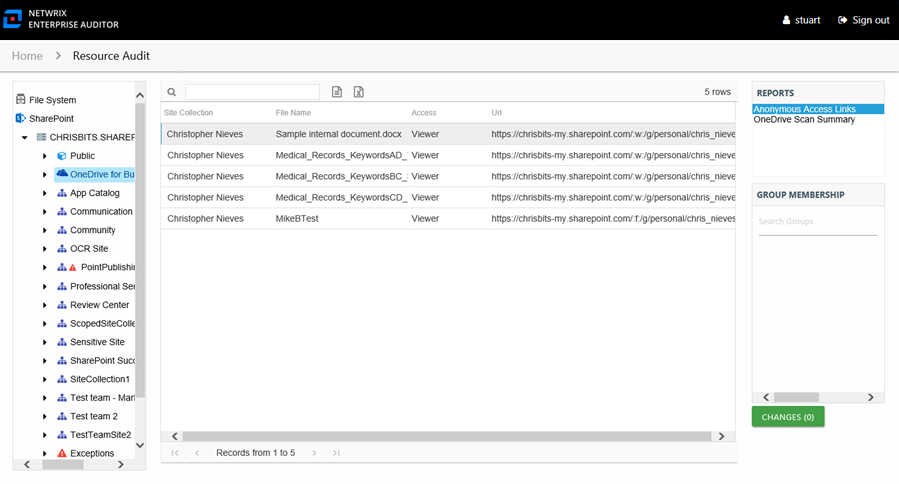 NETWRIX
ENTERPRISE AUDITOR
stuart
Sign out
Home > Resource Audit
File System
SharePoint
CHRISBITS.SHAREP
Public
OneDrive for Bu
App Catalog
Communication
Community
OCR Site
PointPublishin
Professional Ser
Review Center
ScopedSiteColle
Sensitive Site
SharePoint Succ
SiteCollection1
Test team - Mar
Test team 2
TestTeamSite2
Exceptions
5 rows
Site Collection File Name Access Url
Christopher Nieves Sample internal document.docx Viewer https://chrisbits-my.sharepoint.com/:w:/g/personal/chris_nieve
Christopher Nieves Medical_Records_KeywordsAD_ Viewer https://chrisbits-my.sharepoint.com/:w:/g/personal/chris_nieve
Christopher Nieves Medical_Records_KeywordsBC_ Viewer https://chrisbits-my.sharepoint.com/:w:/g/personal/chris_nieve
Christopher Nieves Medical_Records_KeywordsCD_ Viewer https://chrisbits-my.sharepoint.com/:w:/g/personal/chris_nieve
Christopher Nieves MikeBTest Viewer https://chrisbits-my.sharepoint.com/:f:/g/personal/chris_nieves
Records from 1 to 5
REPORTS
Anonymous Access Links
OneDrive Scan Summary
GROUP MEMBERSHIP
Search Groups
CHANGES (0)